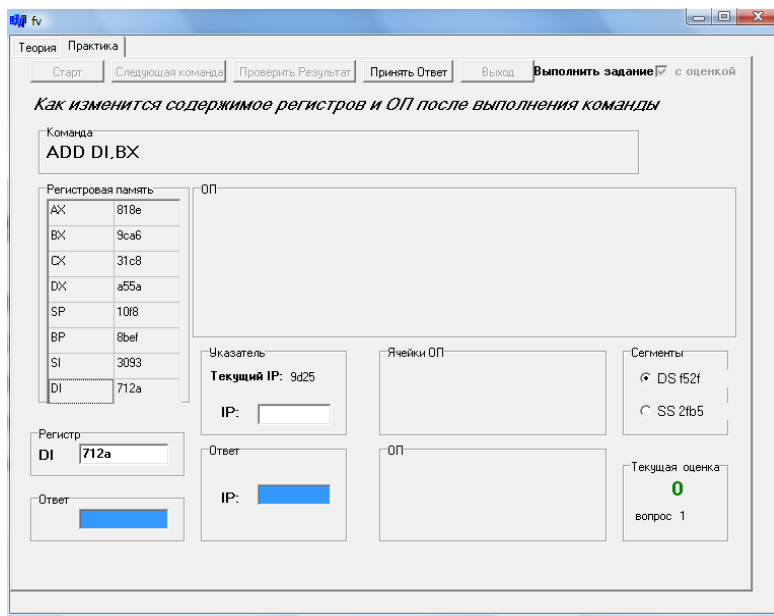 fv
Теория Практика
Старт Следующая команда Проверить Результат Принять Ответ Выход Выполнить задание с оценкой
Как изменится содержимое регистров и ОП после выполнения команды
Команда
ADD DI,BX
Регистровая память
AX 818e
BX 9ca6
CX 31c8
DX a55a
SP 10f8
BP 8bef
SI 3093
DI 712a
ОП
Указатель
Текущий IP: 9d25
IP:
Ячейки ОП
Сегменты
DS f52f
SS 2fb5
Регистр
DI 712a
Ответ
Ответ
IP:
ОП
Текущая оценка
0
вопрос 1